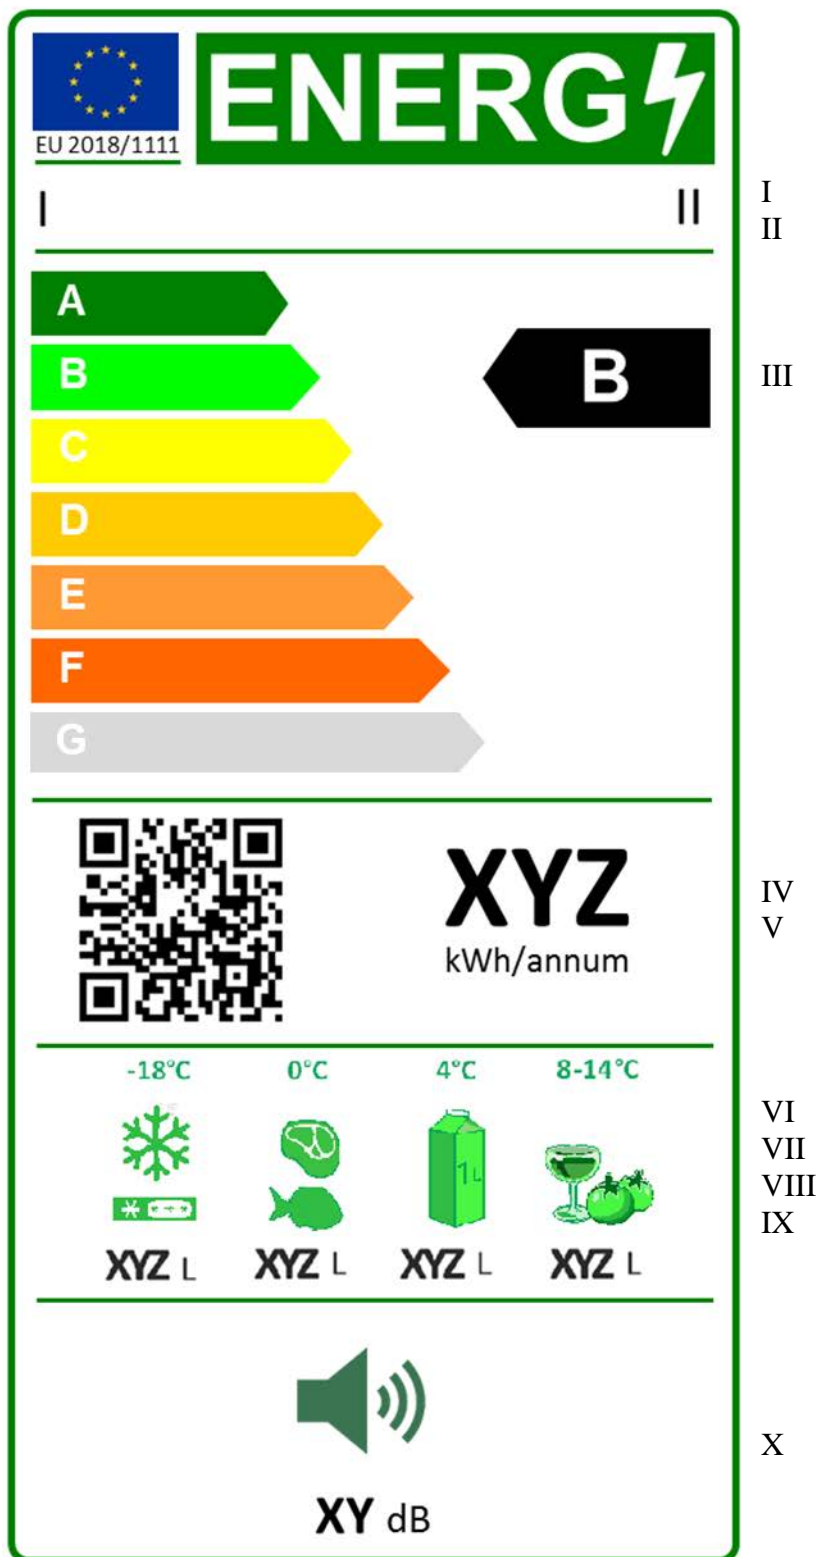 ENERG
EU 2018/1111
I II
I
II
A
B
B
III
C
D
E
F
G
XYZ
kWh/annum
IV
V
-18°C 0°C 4°C 8-14°C
1L
VI
VII
VIII
IX
XYZ L XYZ L XYZ L XYZ L
X
XY dB